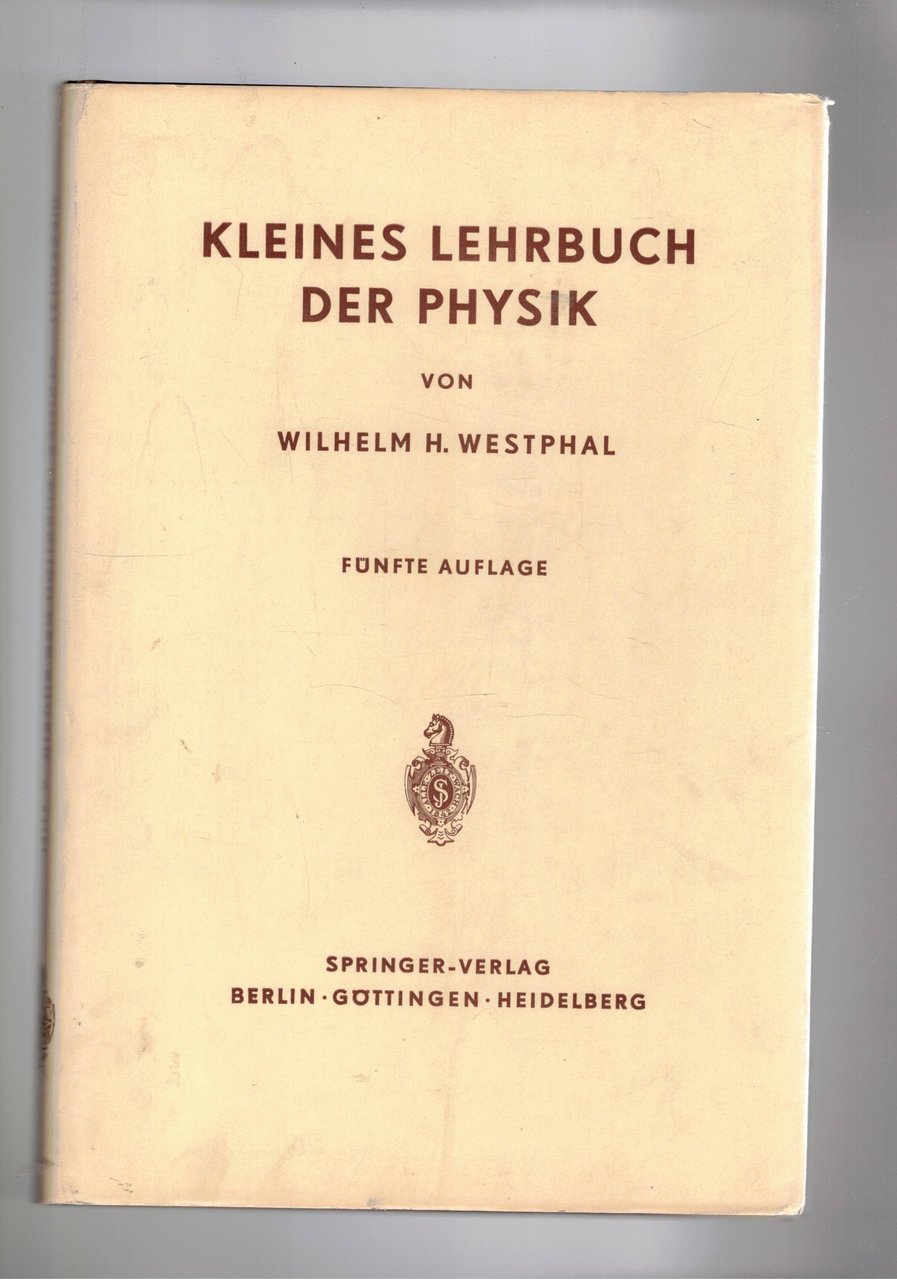 KLEINES LEHRBUCH
DER PHYSIK
VON
WILHELM H. WESTPHAL
FÜNFTE AUFLAGE
SPRINGER-VERLAG
BERLIN · GÖTTINGEN · HEIDELBERG